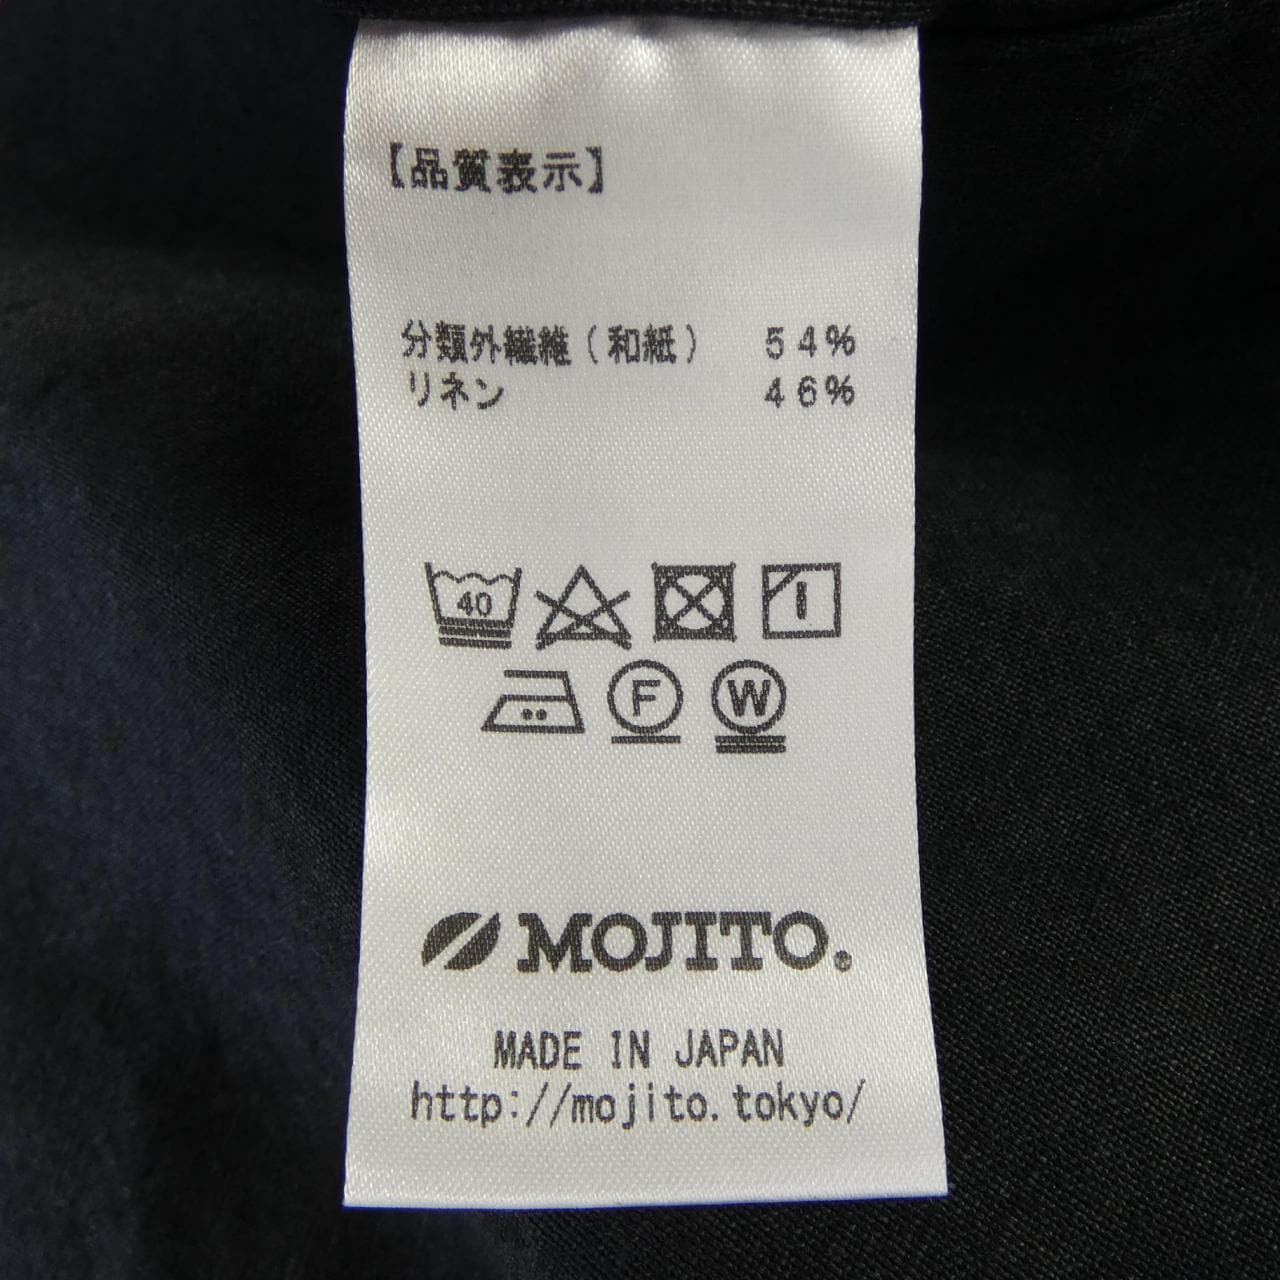 【品質表示】
分類外繊維(和紙) 54%
リネン 46%
40
F W
MOJITO®
MADE IN JAPAN
http://mojito.tokyo/